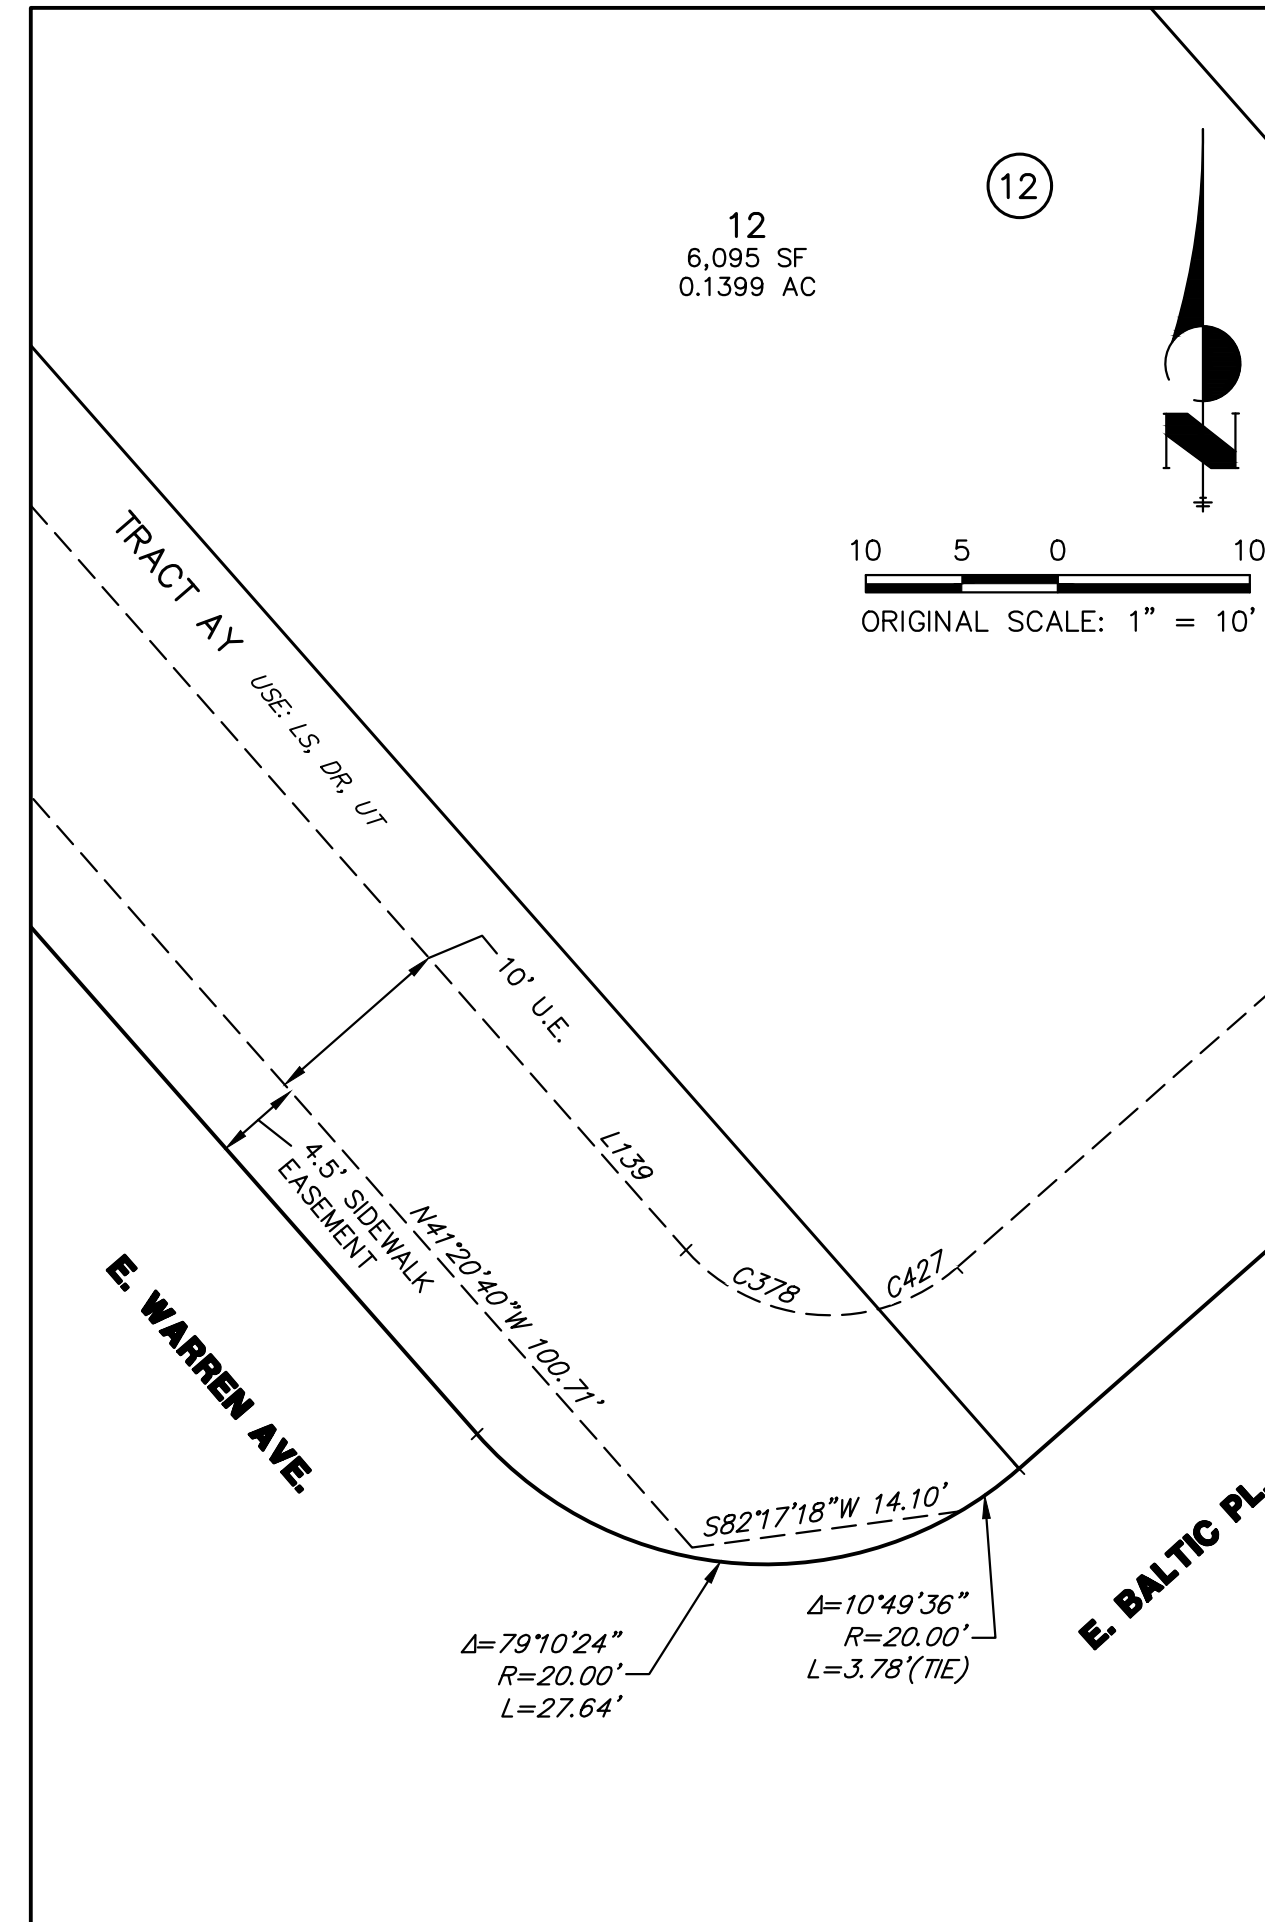 12
12
6,095 SF
0.1399 AC
N
10 5 0 10
ORIGINAL SCALE: 1" = 10'
TRACT AY
USE: LS, DR, UT
10' U.E.
L139
4.5' SIDEWALK
EASEMENT
N41°20'40"W 100.71'
C378
C427
E. WARREN AVE.
S82°17'18"W 14.10'
E. BALTIC PL.
Δ=10°49'36"
R=20.00'
L=3.78'(TIE)
Δ=79°10'24"
R=20.00'
L=27.64'